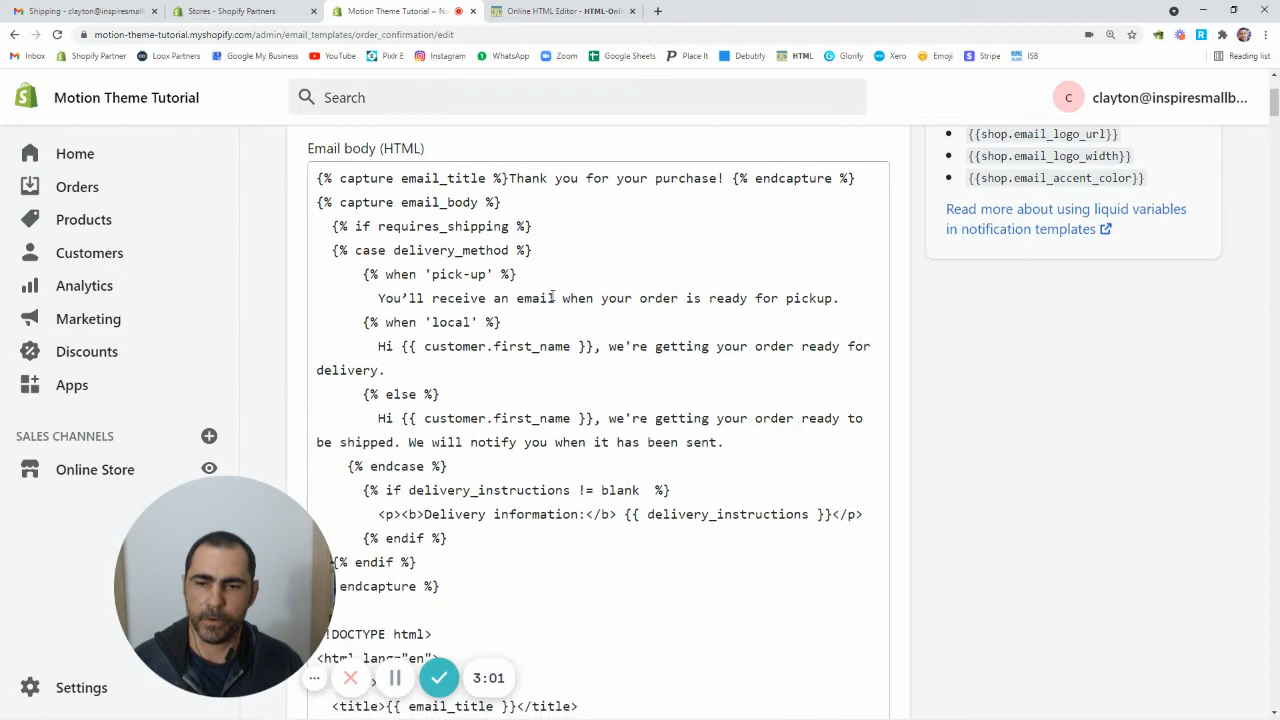 Shipping - clayton@inspiresmall
Stores - Shopify Partners
Motion Theme Tutorial ~ No
Online HTML Editor - HTML-Onli
motion-theme-tutorial.myshopify.com/admin/email_templates/order_confirmation/edit
Inbox
Shopify Partner
Loox Partners
Google My Business
YouTube
Pixlr E
Instagram
WhatsApp
Zoom
Google Sheets
Place It
Debutify
HTML
Glorify
Xero
Emoji
Stripe
ISB
Reading list
Motion Theme Tutorial
Search
C
clayton@inspiresmallb...
Home
Orders
Products
Customers
Analytics
Marketing
Discounts
Apps
SALES CHANNELS
Online Store
Settings
Email body (HTML)
{% capture email_title %}Thank you for your purchase! {% endcapture %}
{% capture email_body %}
{% if requires_shipping %}
{% case delivery_method %}
{% when 'pick-up' %}
You’ll receive an email when your order is ready for pickup.
{% when 'local' %}
Hi {{ customer.first_name }}, we're getting your order ready for
delivery.
{% else %}
Hi {{ customer.first_name }}, we're getting your order ready to
be shipped. We will notify you when it has been sent.
{% endcase %}
{% if delivery_instructions != blank  %}
<p><b>Delivery information:</b> {{ delivery_instructions }}</p>
{% endif %}
{% endif %}
endcapture %}
!DOCTYPE html>
<html lang="en">
<title>{{ email_title }}</title>
3:01
{{shop.email_logo_url}}
{{shop.email_logo_width}}
{{shop.email_accent_color}}
Read more about using liquid variables
in notification templates